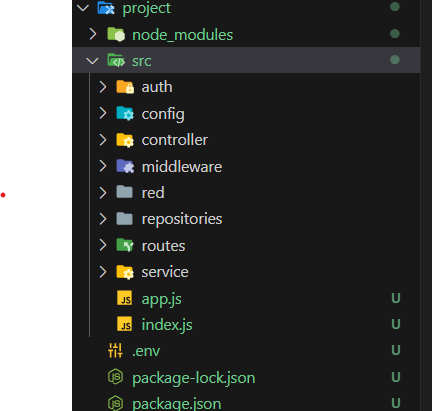 project
node_modules
src
auth
config
controller
middleware
red
repositories
routes
service
JS app.js U
JS index.js U
.env U
package-lock.json U
package.json U